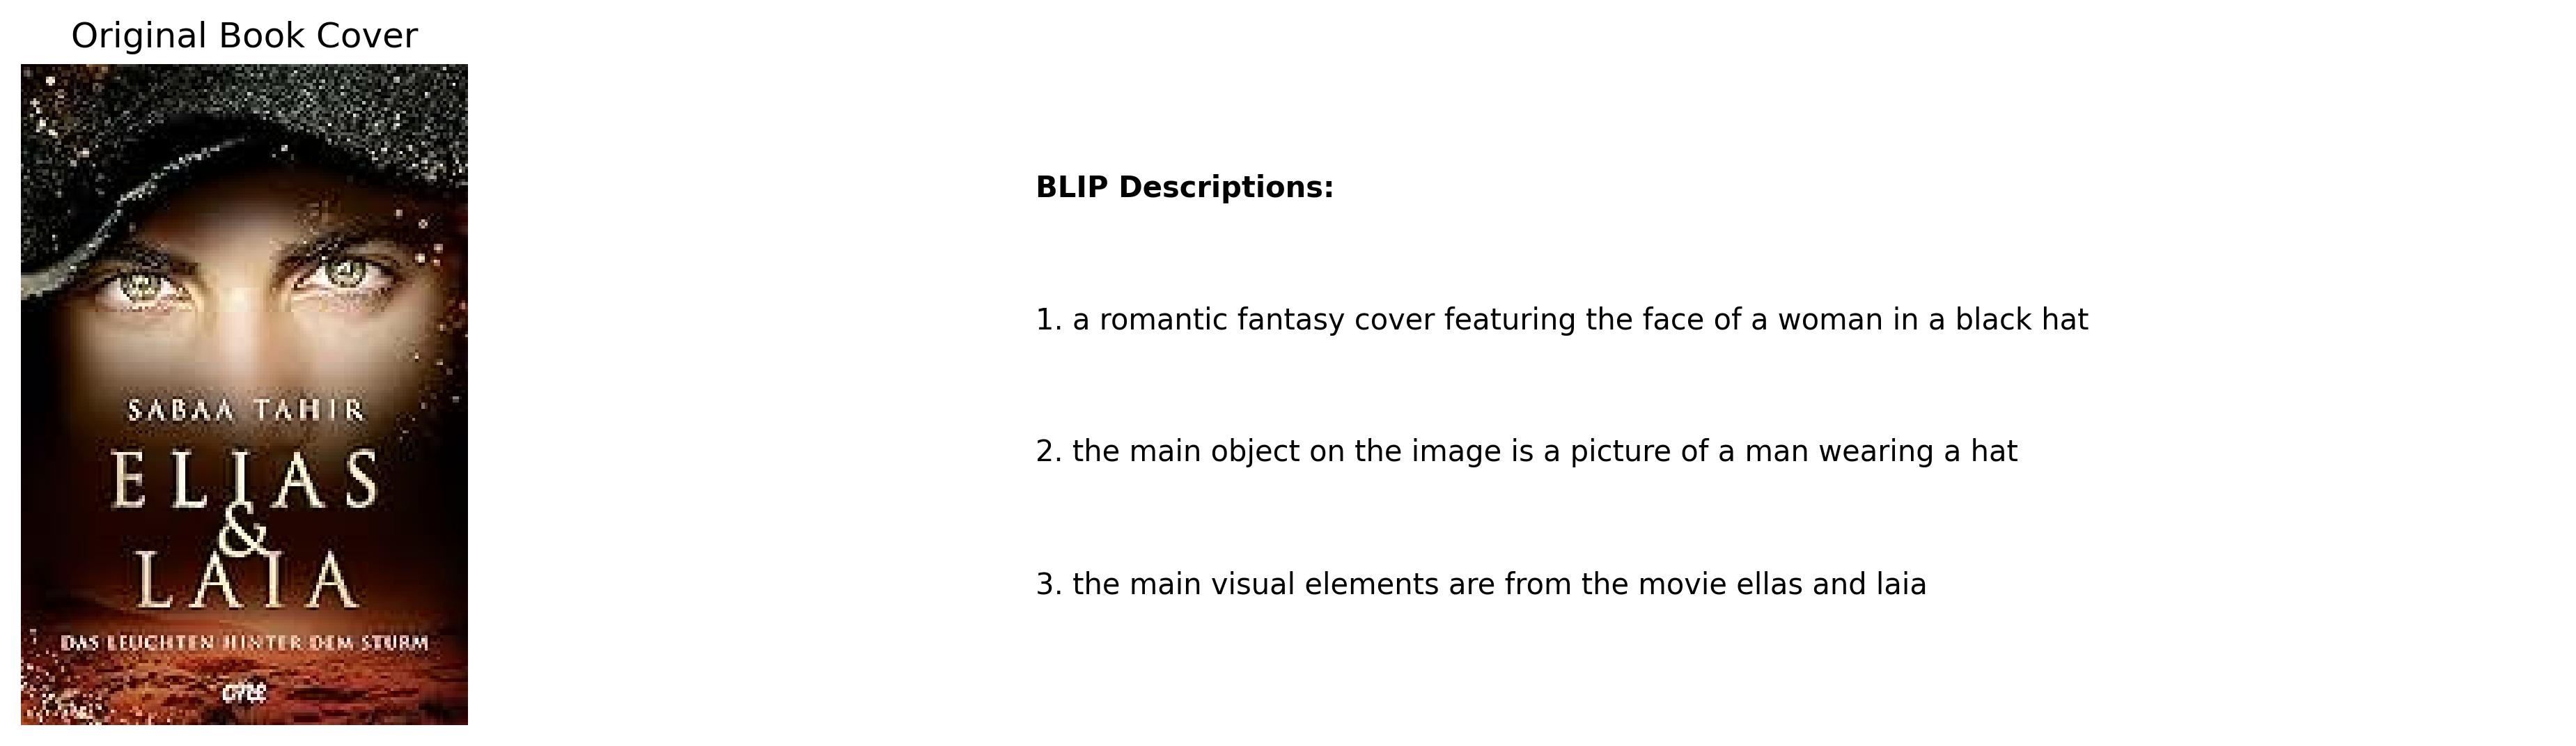 Original Book Cover
SABAA TAHIR
ELIAS
&
LAIA
DAS LEUCHTEN HINTER DEM STURM
one
BLIP Descriptions:
1. a romantic fantasy cover featuring the face of a woman in a black hat
2. the main object on the image is a picture of a man wearing a hat
3. the main visual elements are from the movie ellas and laia